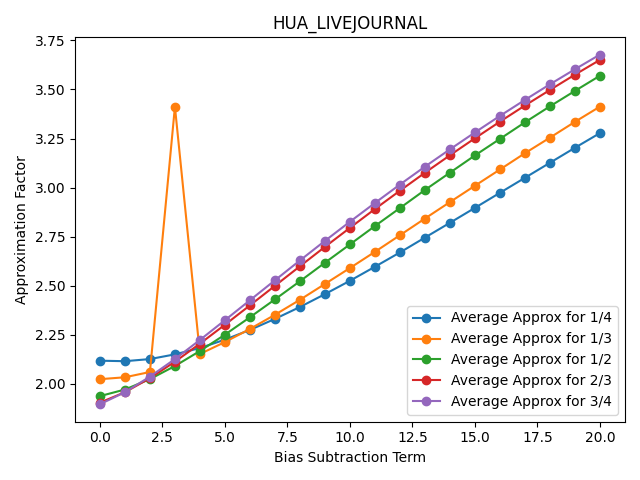 HUA_LIVEJOURNAL
Approximation Factor
3.75
3.50
3.25
3.00
2.75
2.50
2.25
2.00
Average Approx for 1/4
Average Approx for 1/3
Average Approx for 1/2
Average Approx for 2/3
Average Approx for 3/4
0.0 2.5 5.0 7.5 10.0 12.5 15.0 17.5 20.0
Bias Subtraction Term